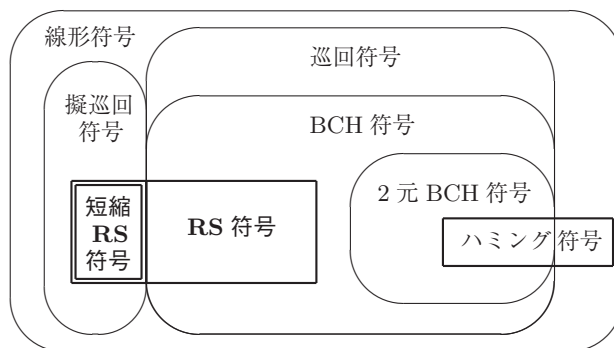 線形符号
巡回符号
擬巡回
符号
BCH 符号
2 元 BCH 符号
短縮
RS
符号
RS 符号
ハミング符号